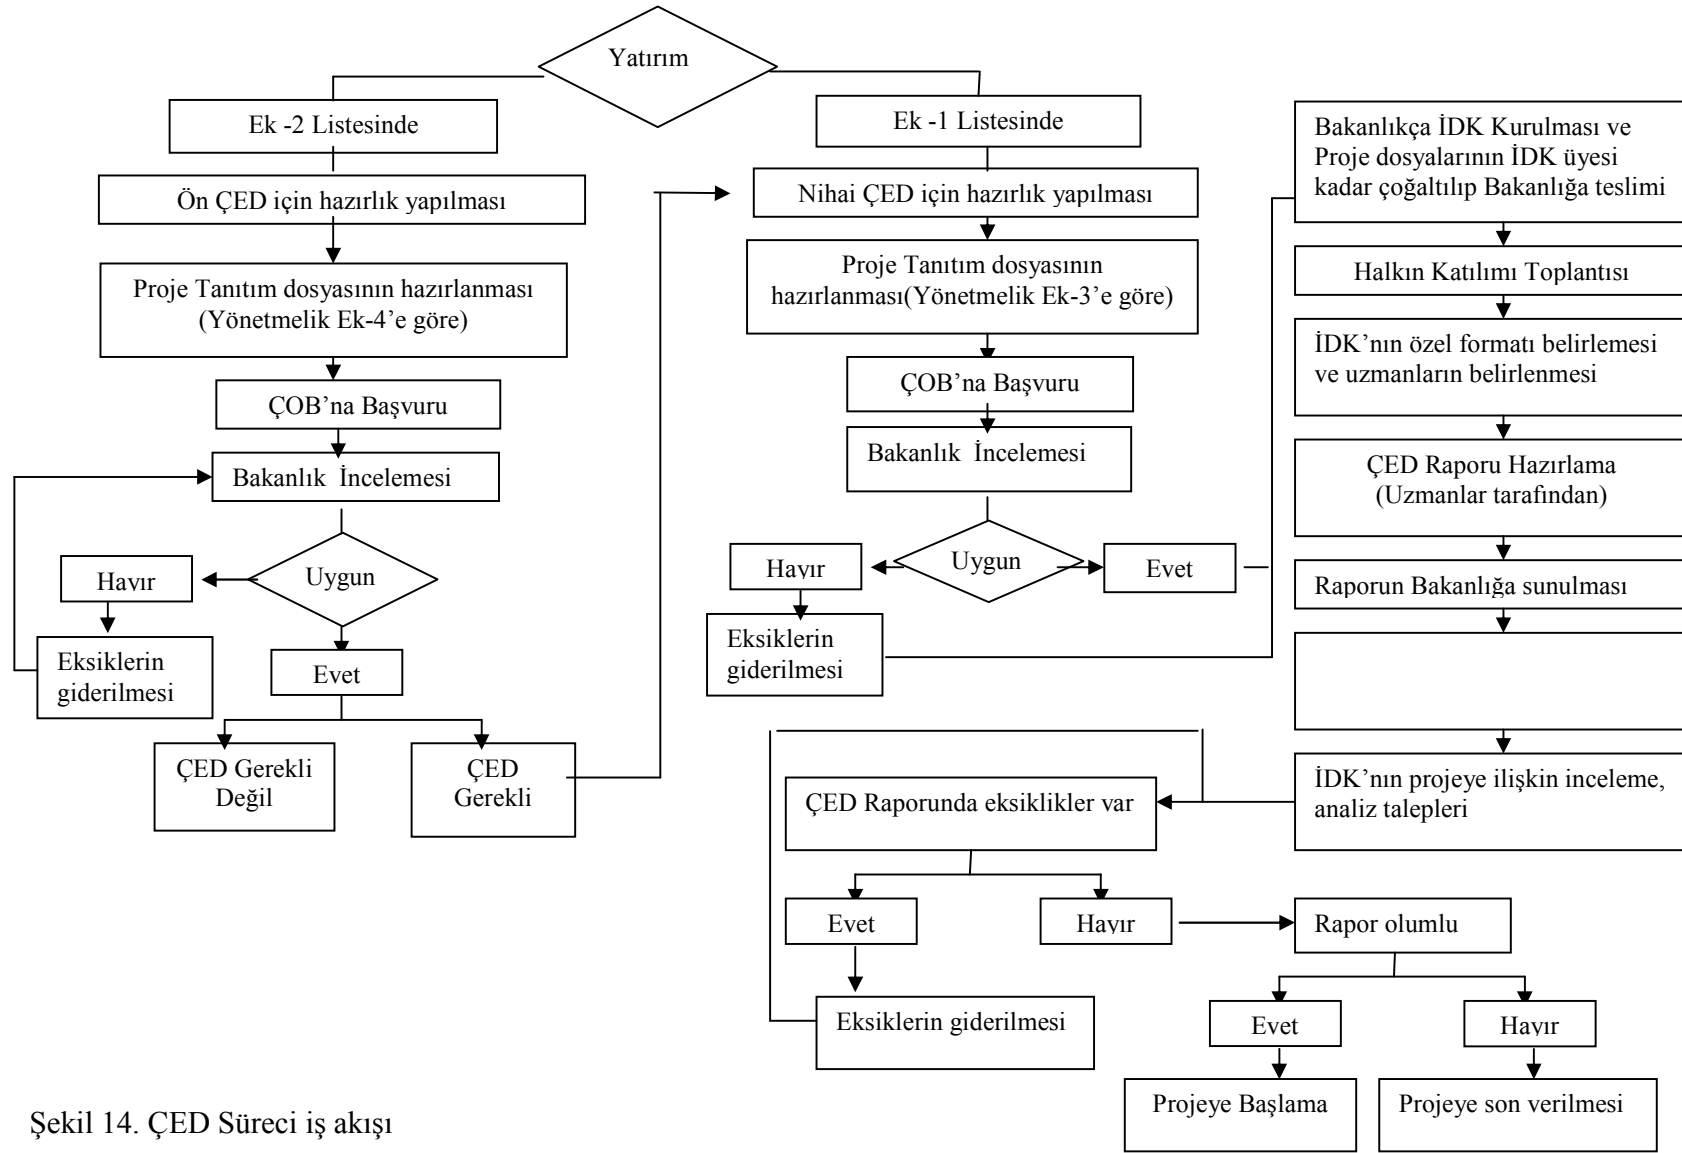 Yatırım
Ek -2 Listesinde
Ön ÇED için hazırlık yapılması
Proje Tanıtım dosyasının hazırlanması
(Yönetmelik Ek-4’e göre)
ÇOB’na Başvuru
Bakanlık İncelemesi
Uygun
Hayır
Eksiklerin
giderilmesi
Evet
ÇED Gerekli
Değil
ÇED
Gerekli
Ek -1 Listesinde
Nihai ÇED için hazırlık yapılması
Proje Tanıtım dosyasının
hazırlanması(Yönetmelik Ek-3’e göre)
ÇOB’na Başvuru
Bakanlık İncelemesi
Uygun
Hayır
Evet
Eksiklerin
giderilmesi
Bakanlıkça İDK Kurulması ve
Proje dosyalarının İDK üyesi
kadar çoğaltılıp Bakanlığa teslimi
Halkın Katılımı Toplantısı
İDK’nın özel formatı belirlemesi
ve uzmanların belirlenmesi
ÇED Raporu Hazırlama
(Uzmanlar tarafından)
Raporun Bakanlığa sunulması
İDK’nın projeye ilişkin inceleme,
analiz talepleri
ÇED Raporunda eksiklikler var
Evet
Hayır
Eksiklerin giderilmesi
Rapor olumlu
Evet
Hayır
Projeye Başlama
Projeye son verilmesi
Şekil 14. ÇED Süreci iş akışı